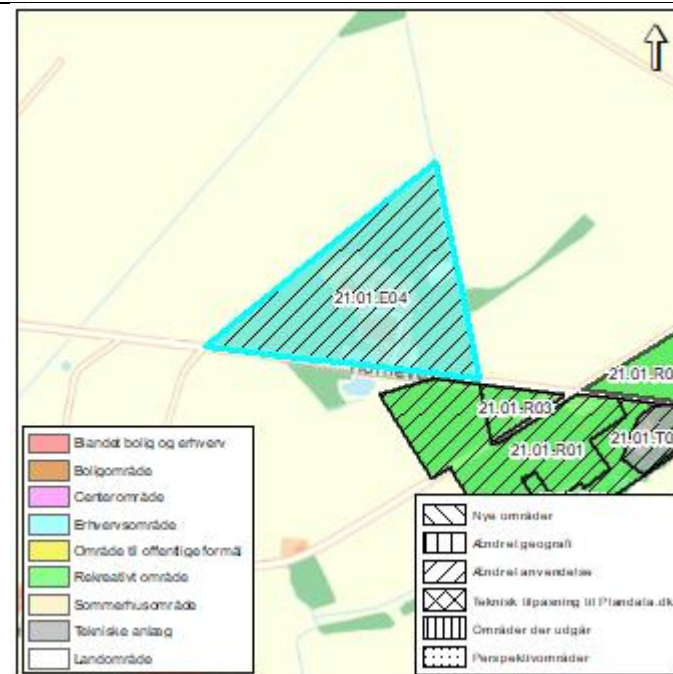 21.01.E04
21.01.R0
21.01.R03
21.01.R01
21.01.T0
Blandet bolig og erhverv
Boligområde
Centerområde
Erhvervsområde
Område til offentlige formål
Rekreativt område
Sommerhusområde
Tekniske anlæg
Landområde
Nye områder
Ændret geografi
Ændret anvendelse
Teknisk tilpasning til Plandata.dk
Områder der udgår
Perspektivområder